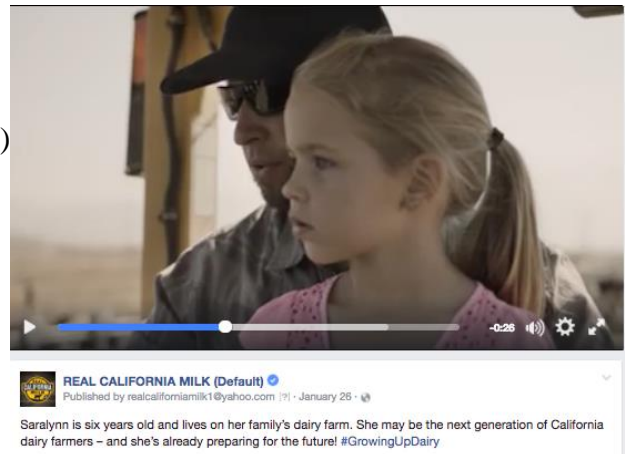 )
-0:26
CALIFORNIA
REAL CALIFORNIA MILK (Default)
Published by realcaliforniamilk1@yahoo.com [?] · January 26 ·
Saralynn is six years old and lives on her family's dairy farm. She may be the next generation of California
dairy farmers – and she's already preparing for the future! #GrowingUpDairy